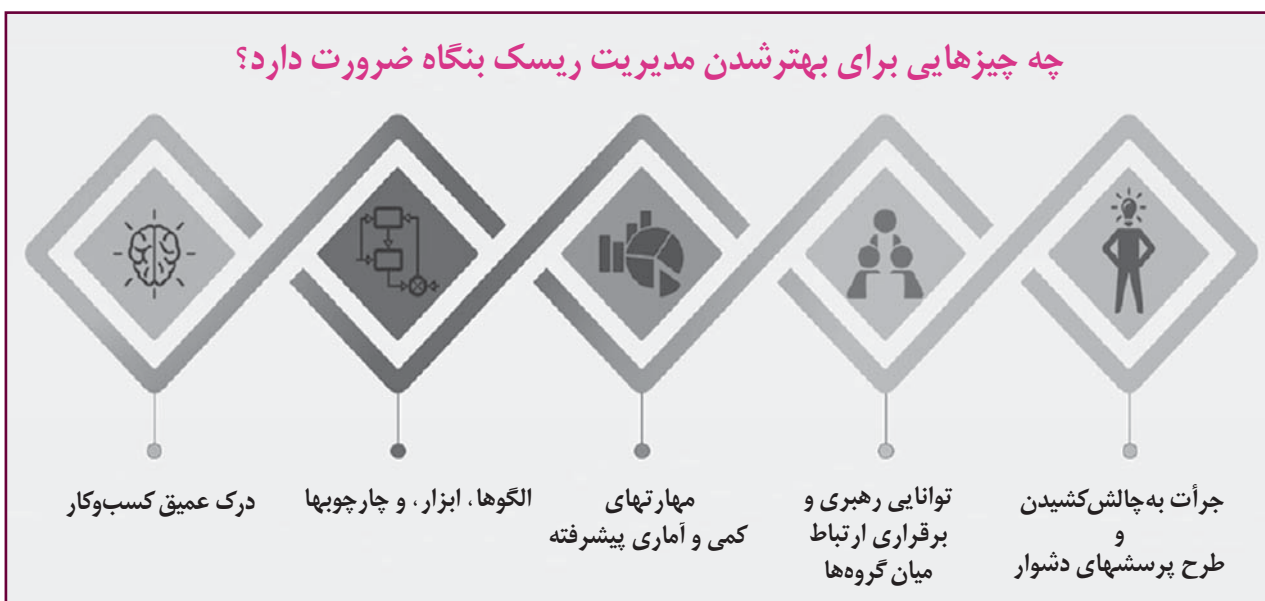 چه چیزهایی برای بهترشدن مدیریت ریسک بنگاه ضرورت دارد؟
جرأت به‌چالش‌کشیدن
و
طرح پرسشهای دشوار
توانایی رهبری و
برقراری ارتباط
میان گروه‌ها
مهارتهای
کمی و آماری پیشرفته
الگوها، ابزار، و چارچوبها
درک عمیق کسب‌وکار